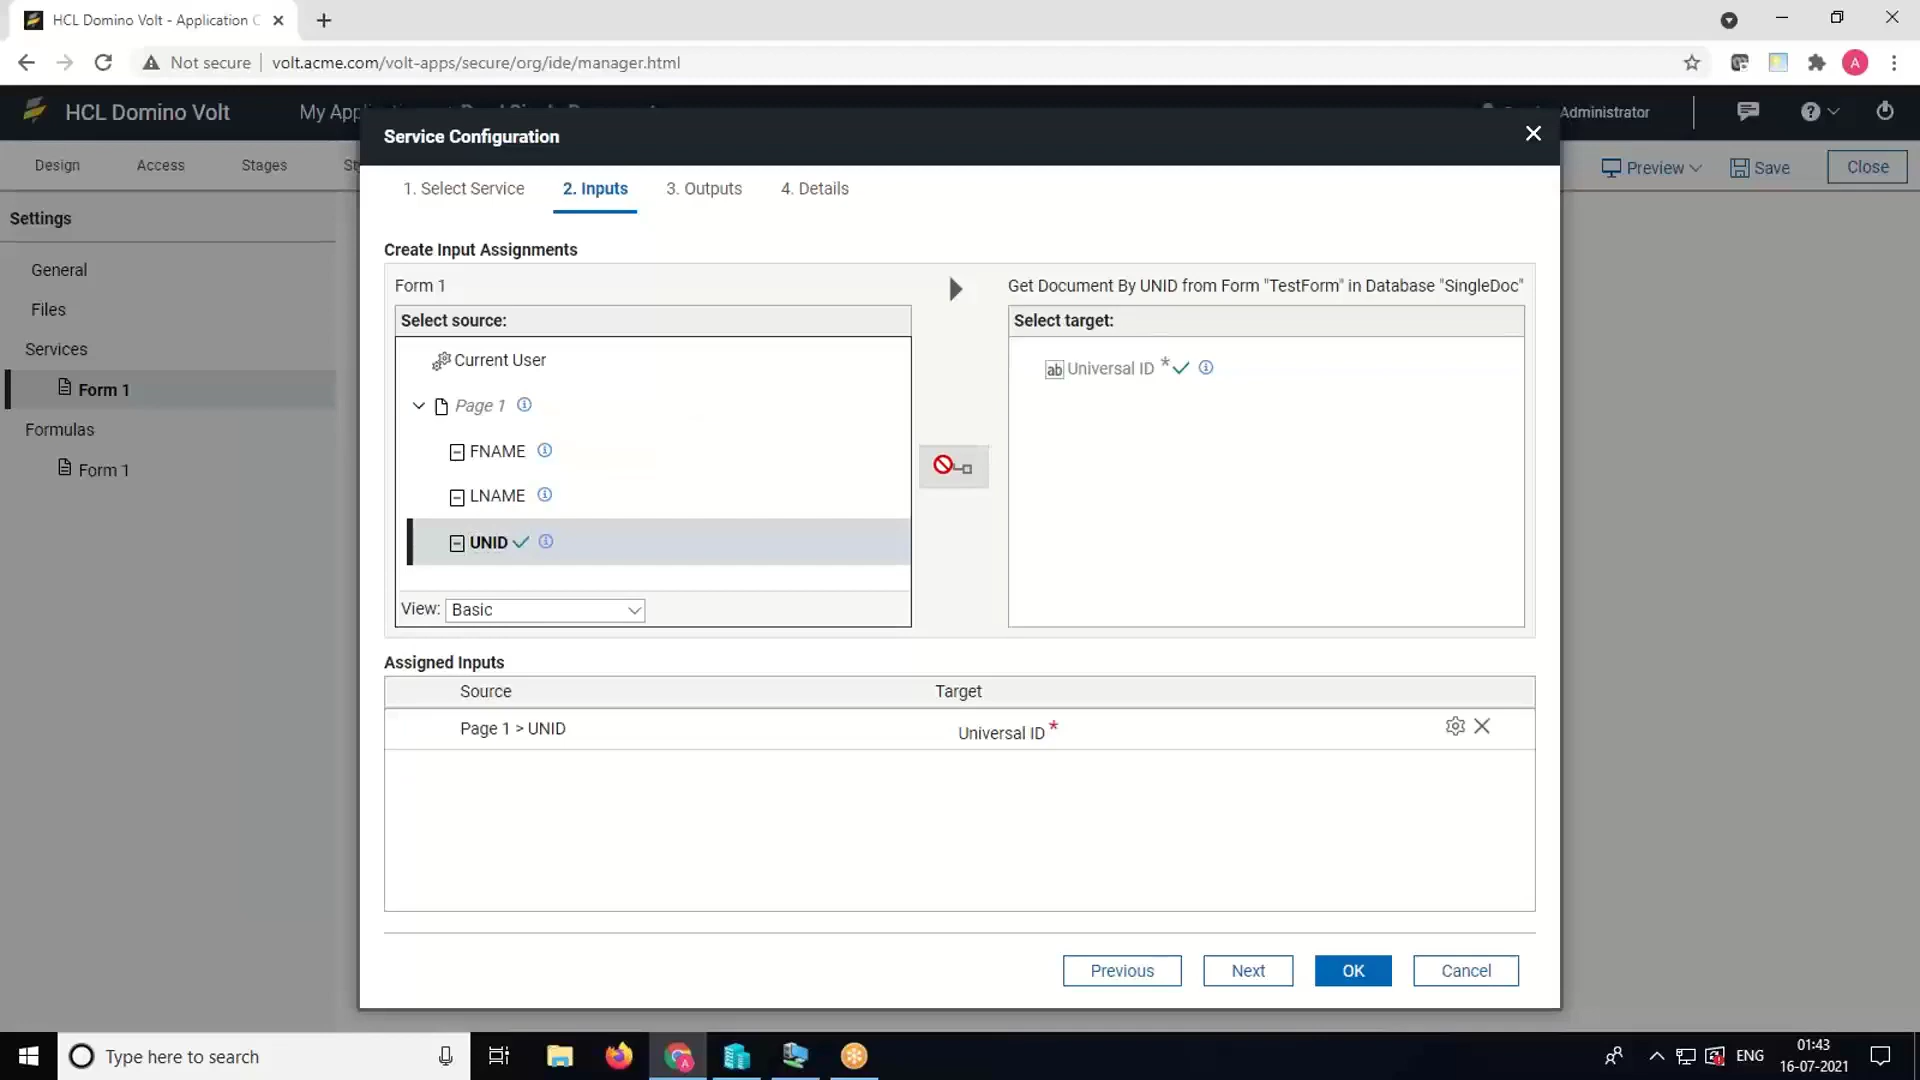 HCL Domino Volt - Application C
Not secure
volt.acme.com/volt-apps/secure/org/ide/manager.html
A
HCL Domino Volt
My App
Administrator
Design
Access
Stages
Preview
Save
Close
Settings
General
Files
Services
Form 1
Formulas
Form 1
Service Configuration
1. Select Service
2. Inputs
3. Outputs
4. Details
Create Input Assignments
Form 1
Get Document By UNID from Form "TestForm" in Database "SingleDoc"
Select source:
Select target:
Current User
Page 1
FNAME
LNAME
UNID
ab Universal ID *
View: Basic
Assigned Inputs
Source Target
Page 1 > UNID Universal ID *
Previous
Next
OK
Cancel
Type here to search
ENG
01:43
16-07-2021